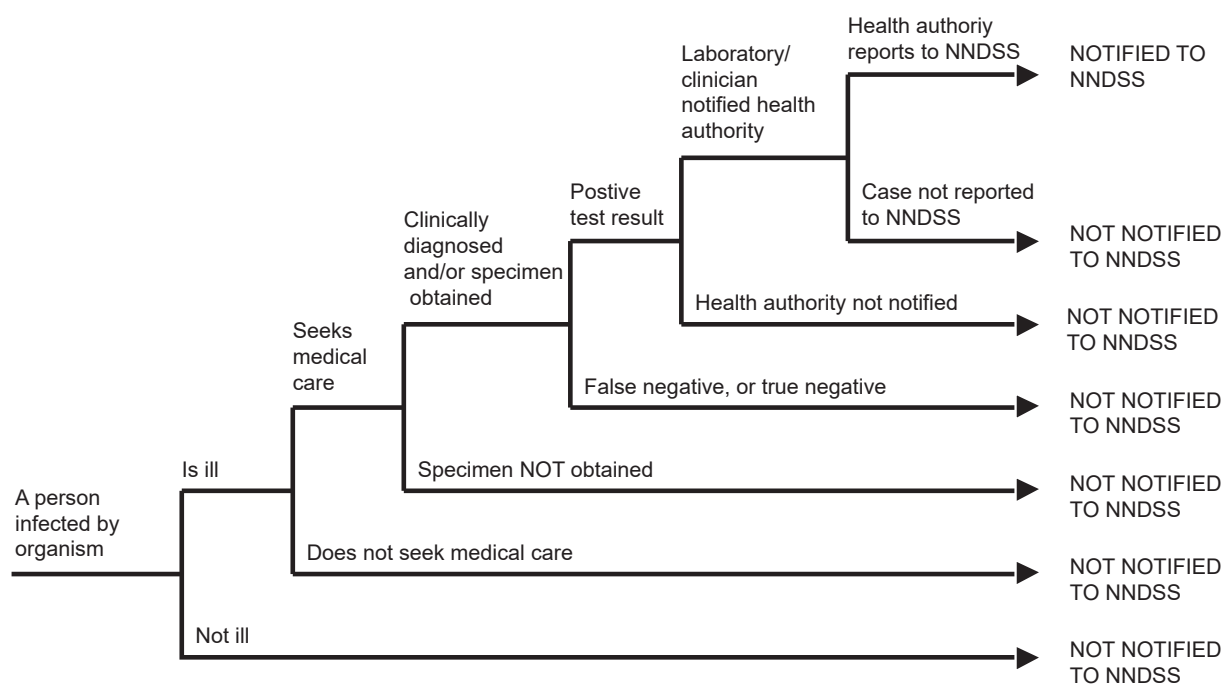 Health authoriy
reports to NNDSS
NOTIFIED TO
NNDSS
Laboratory/
clinician
notified health
authority
Case not reported
to NNDSS
NOT NOTIFIED
TO NNDSS
Postive
test result
Health authority not notified
NOT NOTIFIED
TO NNDSS
Clinically
diagnosed
and/or specimen
obtained
False negative, or true negative
NOT NOTIFIED
TO NNDSS
Seeks
medical
care
Specimen NOT obtained
NOT NOTIFIED
TO NNDSS
Is ill
Does not seek medical care
NOT NOTIFIED
TO NNDSS
A person
infected by
organism
Not ill
NOT NOTIFIED
TO NNDSS